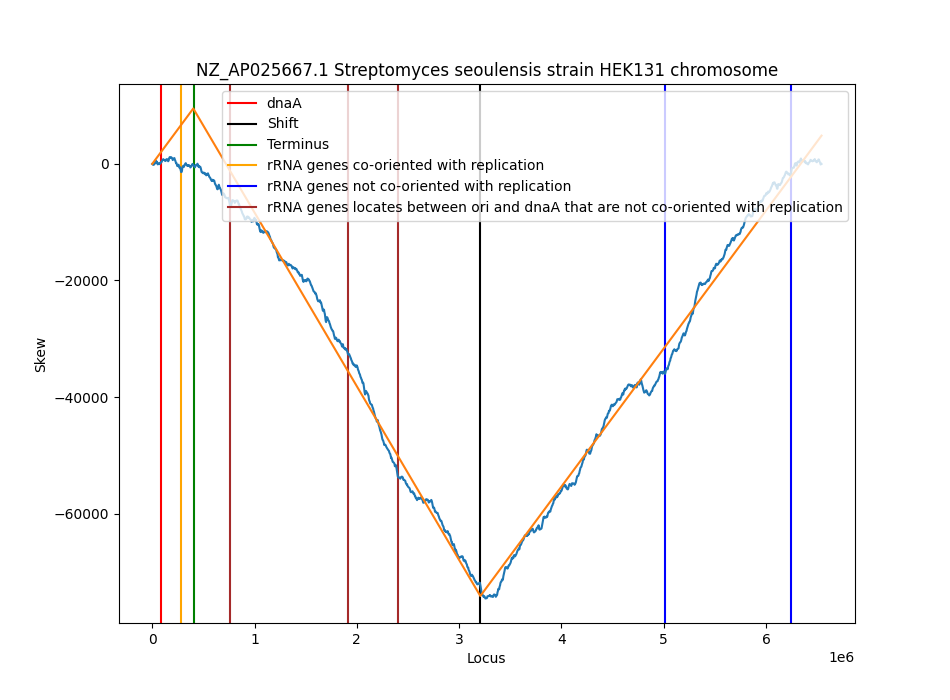 NZ_AP025667.1 Streptomyces seoulensis strain HEK131 chromosome
dnaA
Shift
Terminus
rRNA genes co-oriented with replication
rRNA genes not co-oriented with replication
rRNA genes locates between ori and dnaA that are not co-oriented with replication
0
−20000
−40000
−60000
Skew
0 1 2 3 4 5 6
1e6
Locus